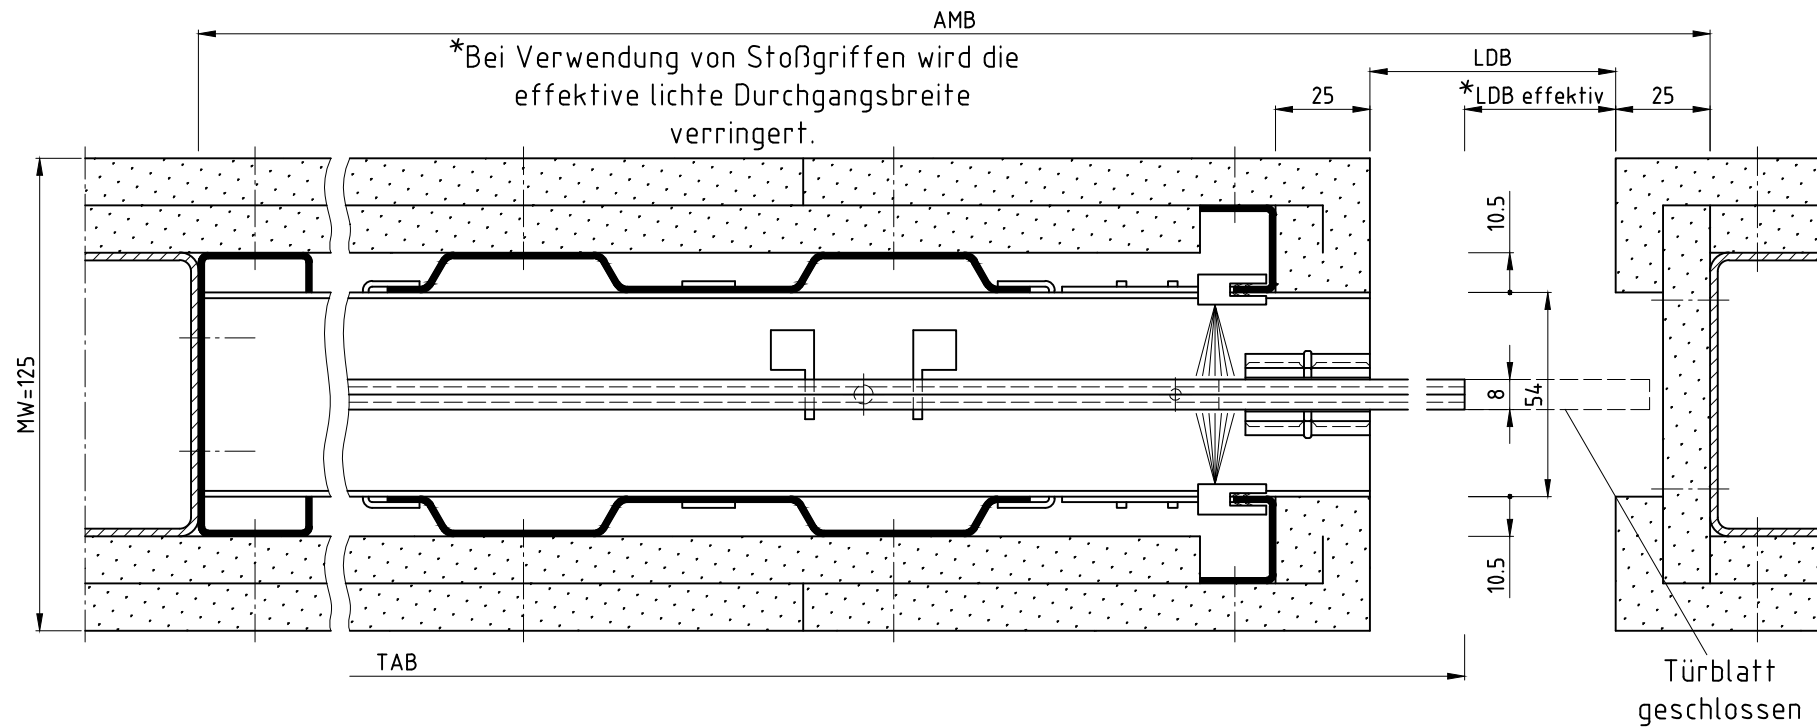 AMB
*Bei Verwendung von Stoßgriffen wird die
effektive lichte Durchgangsbreite
verringert.
LDB
*LDB effektiv
25
25
10.5
MW=125
8
54
10.5
TAB
Türblatt
geschlossen